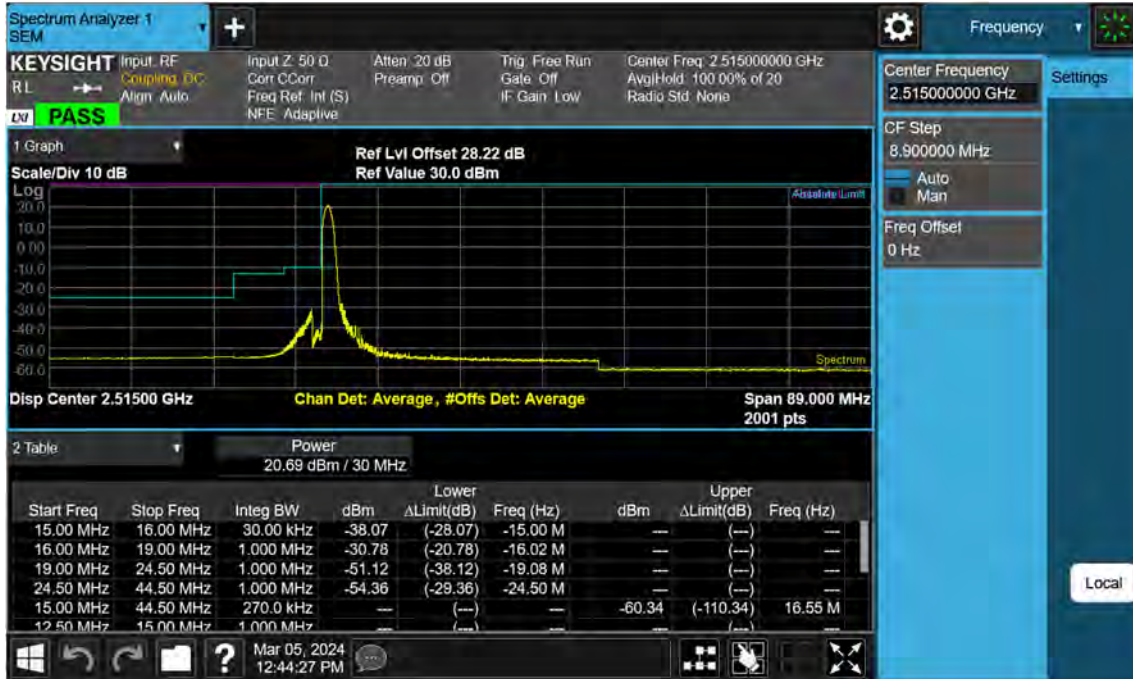 Spectrum Analyzer 1
SEM
Frequency
KEYSIGHT
RL
LXI PASS
Input: RF
Coupling: DC
Align: Auto
Input Z: 50 Ω
Corr CCorr
Freq Ref: Int (S)
NFE: Adaptive
Atten: 20 dB
Preamp: Off
Trig: Free Run
Gate: Off
IF Gain: Low
Center Freq: 2.515000000 GHz
Avg|Hold: 100.00% of 20
Radio Std: None
Center Frequency
2.515000000 GHz
Settings
CF Step
8.900000 MHz
Auto
Man
Freq Offset
0 Hz
1 Graph
Scale/Div 10 dB
Ref Lvl Offset 28.22 dB
Ref Value 30.0 dBm
Log
Absolute Limit
20.0
10.0
0.00
-10.0
-20.0
-30.0
-40.0
-50.0
-60.0
Spectrum
Disp Center 2.51500 GHz
Chan Det: Average, #Offs Det: Average
Span 89.000 MHz
2001 pts
2 Table
Power
20.69 dBm / 30 MHz
Lower Upper
Start Freq Stop Freq Integ BW dBm ΔLimit(dB) Freq (Hz) dBm ΔLimit(dB) Freq (Hz)
15.00 MHz 16.00 MHz 30.00 kHz -38.07 (-28.07) -15.00 M --- (---) ---
16.00 MHz 19.00 MHz 1.000 MHz -30.78 (-20.78) -16.02 M --- (---) ---
19.00 MHz 24.50 MHz 1.000 MHz -51.12 (-38.12) -19.08 M --- (---) ---
24.50 MHz 44.50 MHz 1.000 MHz -54.36 (-29.36) -24.50 M --- (---) ---
15.00 MHz 44.50 MHz 270.0 kHz --- (---) --- -60.34 (-110.34) 16.55 M
12.50 MHz 15.00 MHz 1.000 MHz --- (---) --- --- (---) ---
Local
?
Mar 05, 2024
12:44:27 PM